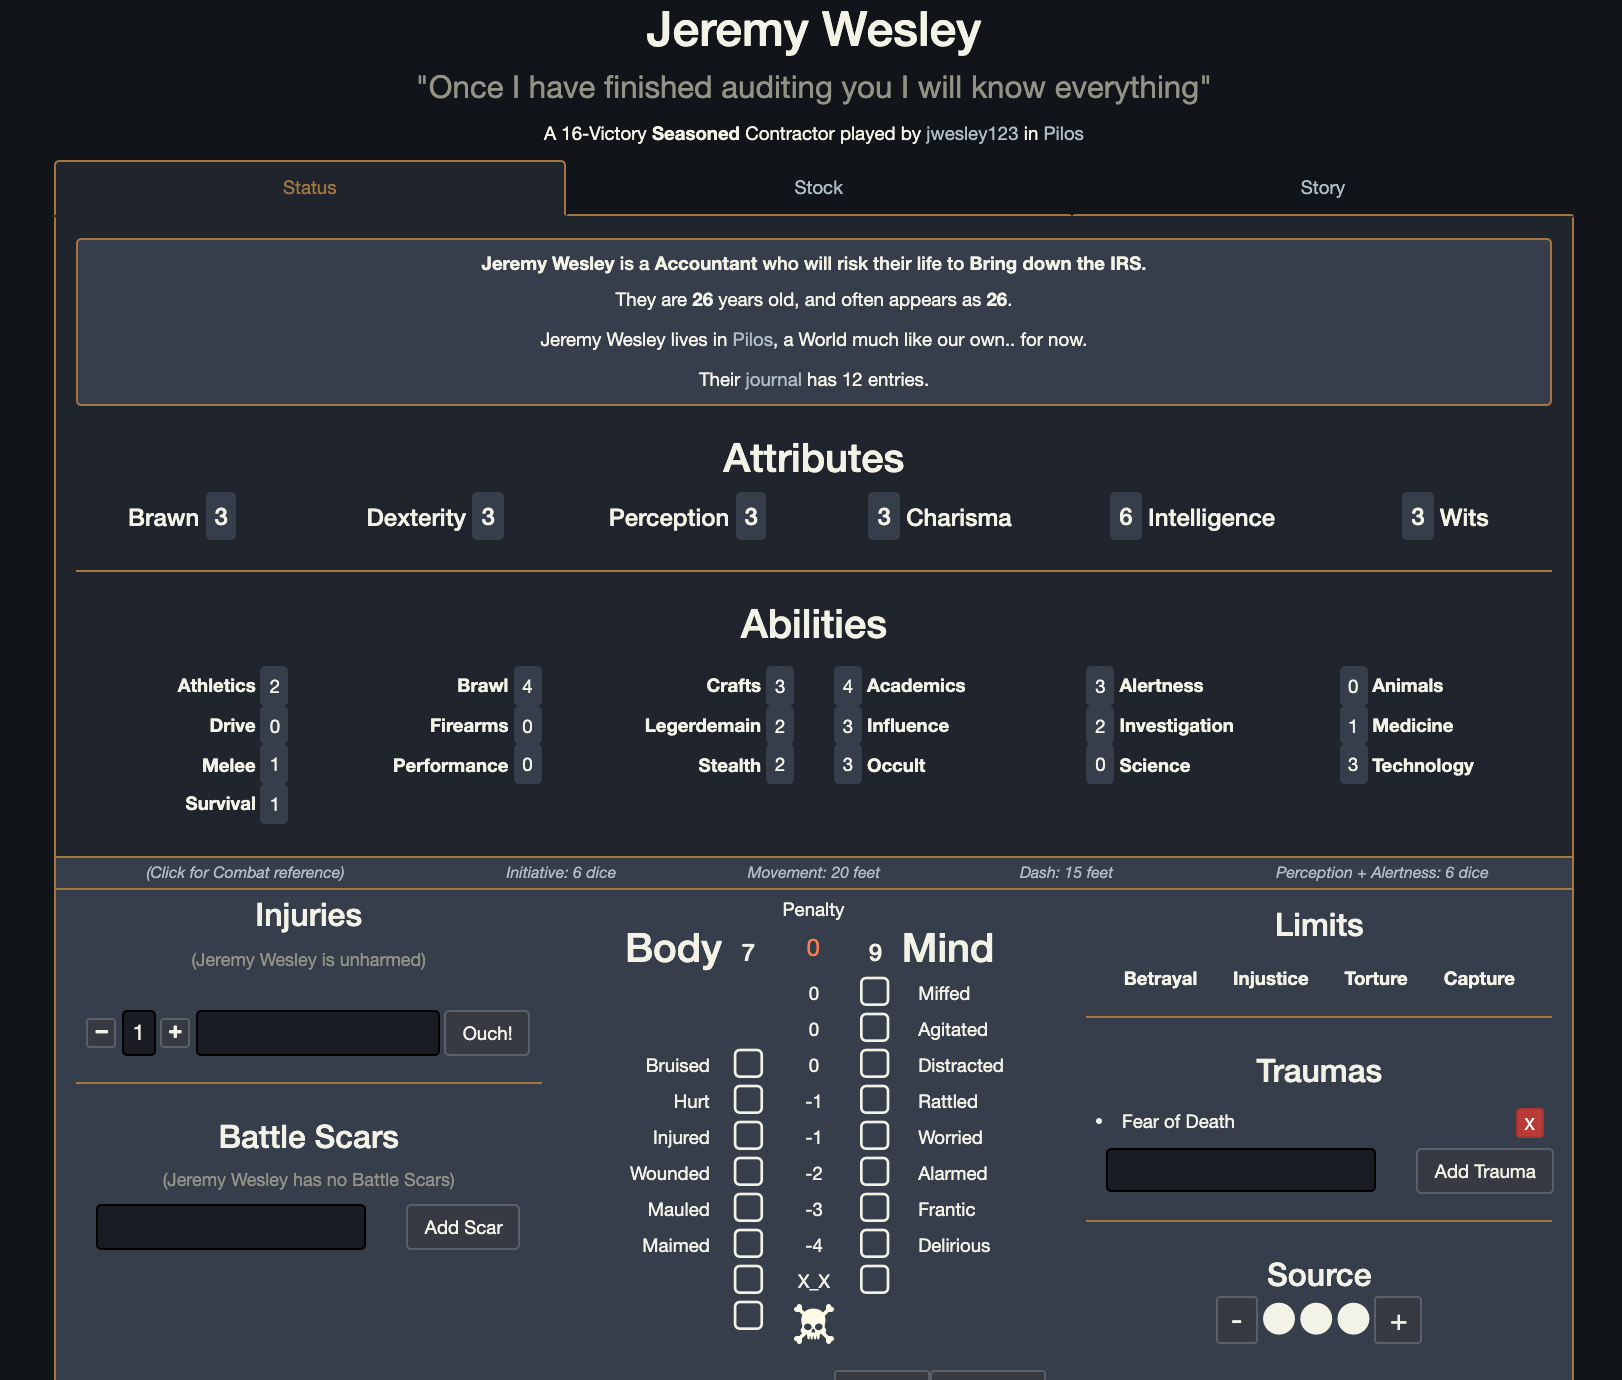 Jeremy Wesley
"Once I have finished auditing you I will know everything"
A 16-Victory Seasoned Contractor played by jwesley123 in Pilos
Status Stock Story
Jeremy Wesley is a Accountant who will risk their life to Bring down the IRS.
They are 26 years old, and often appears as 26.
Jeremy Wesley lives in Pilos, a World much like our own.. for now.
Their journal has 12 entries.
Attributes
Brawn 3 Dexterity 3 Perception 3 3 Charisma 6 Intelligence 3 Wits
Abilities
Athletics 2 Brawl 4 Crafts 3 4 Academics 3 Alertness 0 Animals
Drive 0 Firearms 0 Legerdemain 2 3 Influence 2 Investigation 1 Medicine
Melee 1 Performance 0 Stealth 2 3 Occult 0 Science 3 Technology
Survival 1
(Click for Combat reference) Initiative: 6 dice Movement: 20 feet Dash: 15 feet Perception + Alertness: 6 dice
Injuries
(Jeremy Wesley is unharmed)
− 1 + Ouch!
Battle Scars
(Jeremy Wesley has no Battle Scars)
Add Scar
Penalty
Body 7 0 9 Mind
0 Miffed
0 Agitated
Bruised 0 Distracted
Hurt -1 Rattled
Injured -1 Worried
Wounded -2 Alarmed
Mauled -3 Frantic
Maimed -4 Delirious
X_X
Limits
Betrayal Injustice Torture Capture
Traumas
• Fear of Death x
Add Trauma
Source
- +